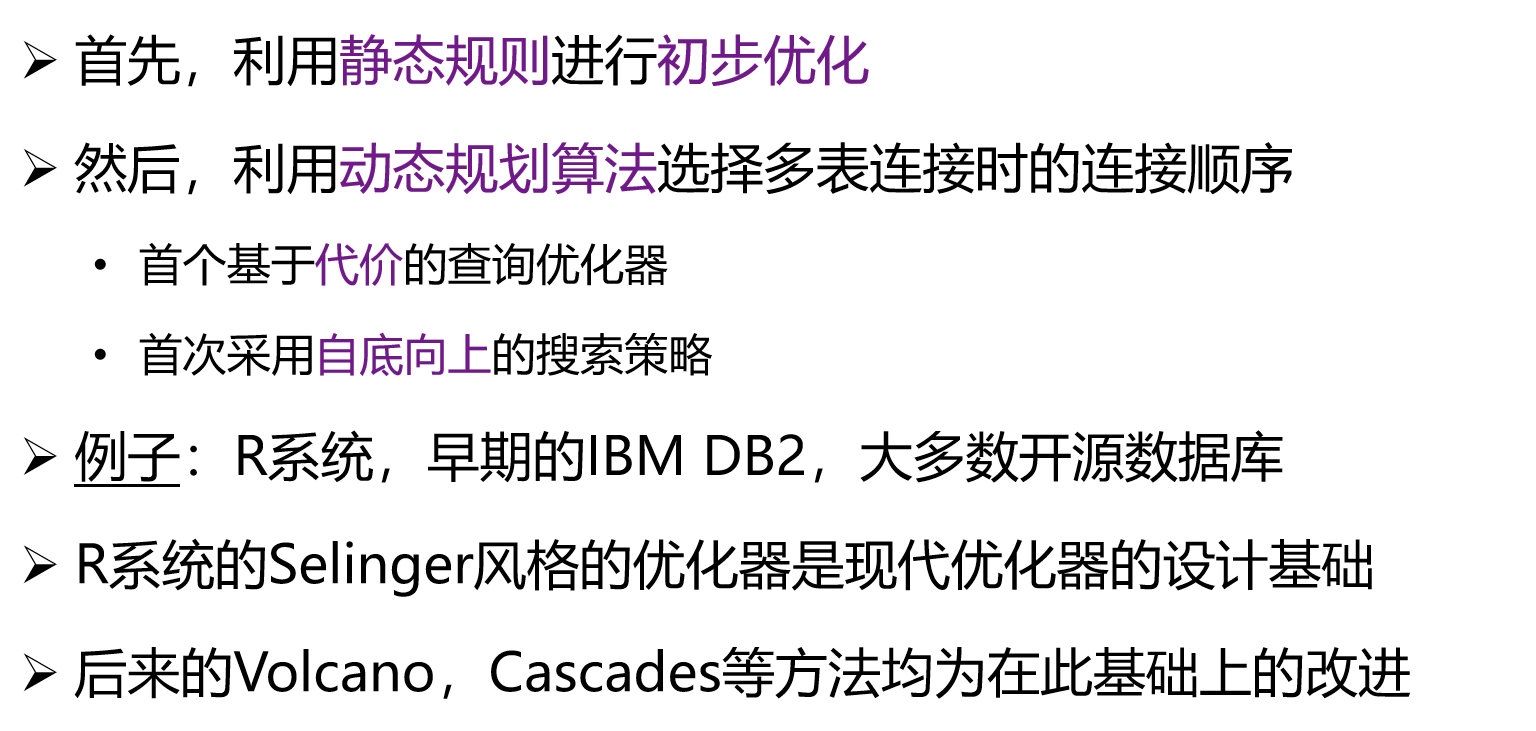 ➢ 首先，利用静态规则进行初步优化
➢ 然后，利用动态规划算法选择多表连接时的连接顺序
• 首个基于代价的查询优化器
• 首次采用自底向上的搜索策略
➢ 例子：R系统，早期的IBM DB2，大多数开源数据库
➢ R系统的Selinger风格的优化器是现代优化器的设计基础
➢ 后来的Volcano，Cascades等方法均为在此基础上的改进